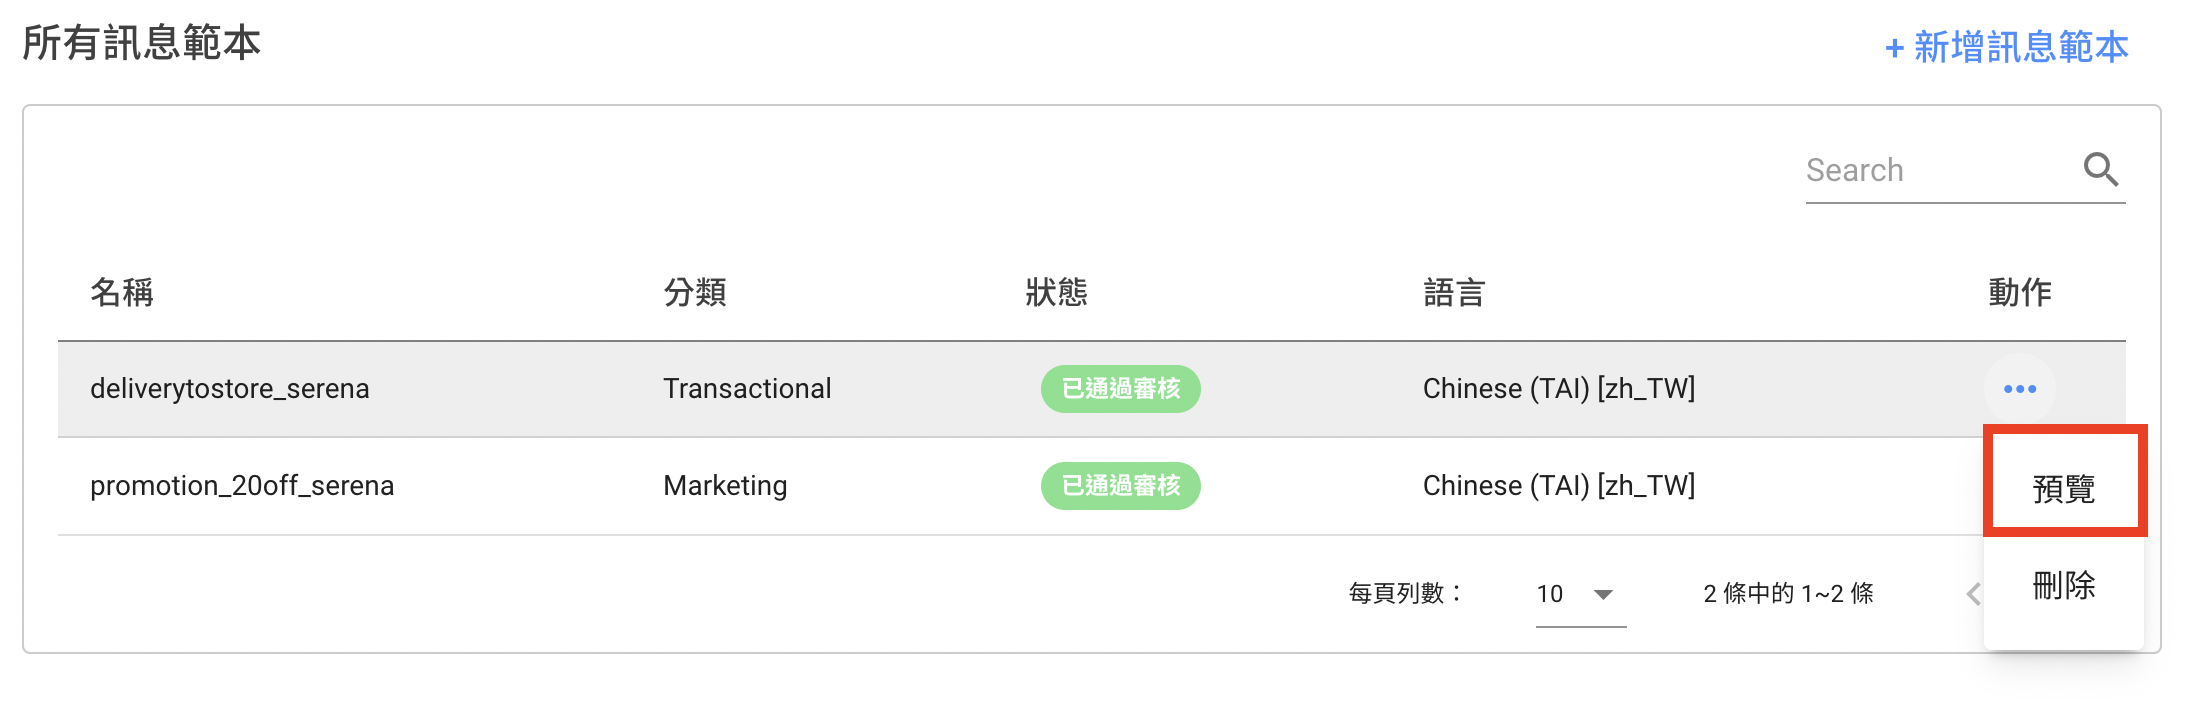 所有訊息範本
+ 新增訊息範本
Search
名稱 分類 狀態 語言 動作
deliverytostore_serena Transactional 已通過審核 Chinese (TAI) [zh_TW]
promotion_20off_serena Marketing 已通過審核 Chinese (TAI) [zh_TW]
預覽
刪除
每頁列數： 10 2 條中的 1~2 條